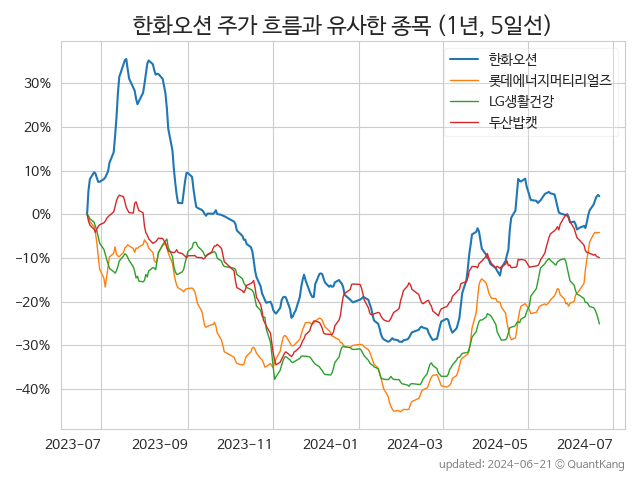 한화오션 주가 흐름과 유사한 종목 (1년, 5일선)
한화오션
롯데에너지머티리얼즈
LG생활건강
두산밥캣
30%
20%
10%
0%
−10%
−20%
−30%
−40%
2023-07 2023-09 2023-11 2024-01 2024-03 2024-05 2024-07
updated: 2024-06-21 © QuantKang